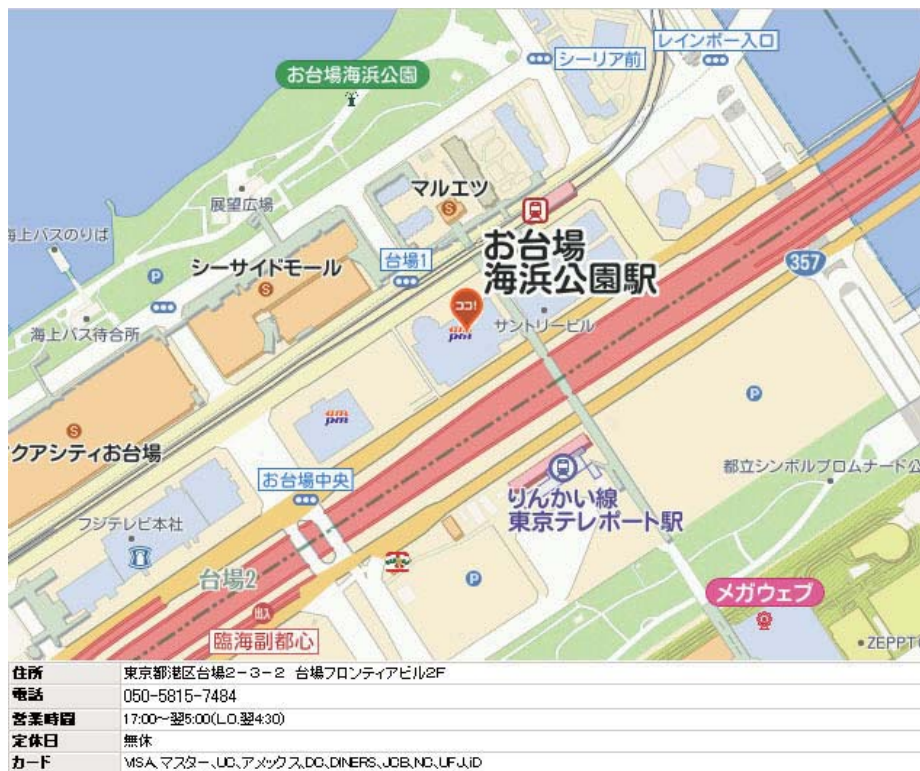 レインボー入口
シーリア前
お台場海浜公園
マルエツ
展望広場
海上バスのりば
P
お台場
海浜公園駅
シーサイドモール
台場1
357
S
S
ココ!
am
pm
サントリービル
海上バス待合所
am
pm
P
S
クアシティお台場
お台場中央
りんかい線
東京テレポート駅
都立シンボルプロムナード公
フジテレビ本社
台場2
P
メガウェブ
出入
臨海副都心
ZEPPT
住所 東京都港区台場2-3-2 台場フロンティアビル2F
電話 050-5815-7484
営業時間 17:00～翌5:00(L.O.翌4:30)
定休日 無休
カード VISA、マスター、UC、アメックス、DC、DINERS、JCB、NC、UFJ、iD